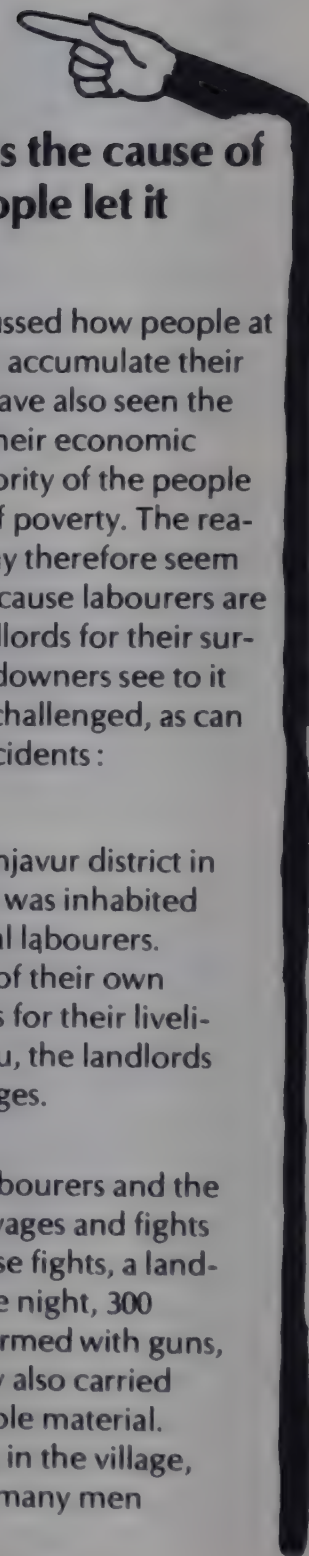 s the cause of
ople let it
ussed how people at
accumulate their
ave also seen the
heir economic
ority of the people
f poverty. The rea-
y therefore seem
cause labourers are
llords for their sur-
downers see to it
challenged, as can
cidents :
njavur district in
was inhabited
al labourers.
of their own
s for their liveli-
u, the landlords
ges.
bourers and the
vages and fights
se fights, a land-
e night, 300
rmed with guns,
y also carried
ble material.
in the village,
many men